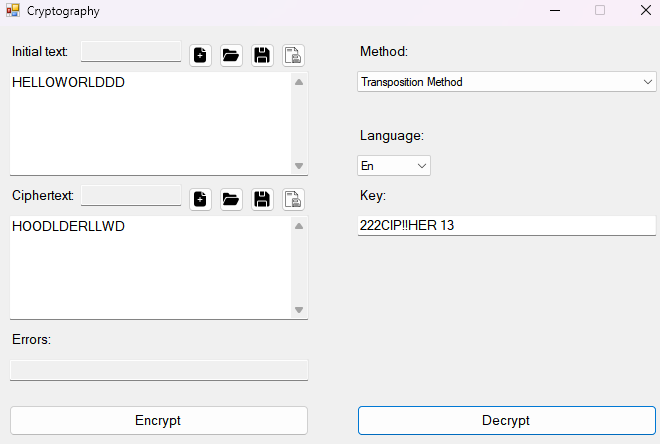 Cryptography
Initial text:
HELLOWORLDDD
Ciphertext:
HOODLDERLLWD
Errors:
Encrypt
Method:
Transposition Method
Language:
En
Key:
222CIP!!HER 13
Decrypt